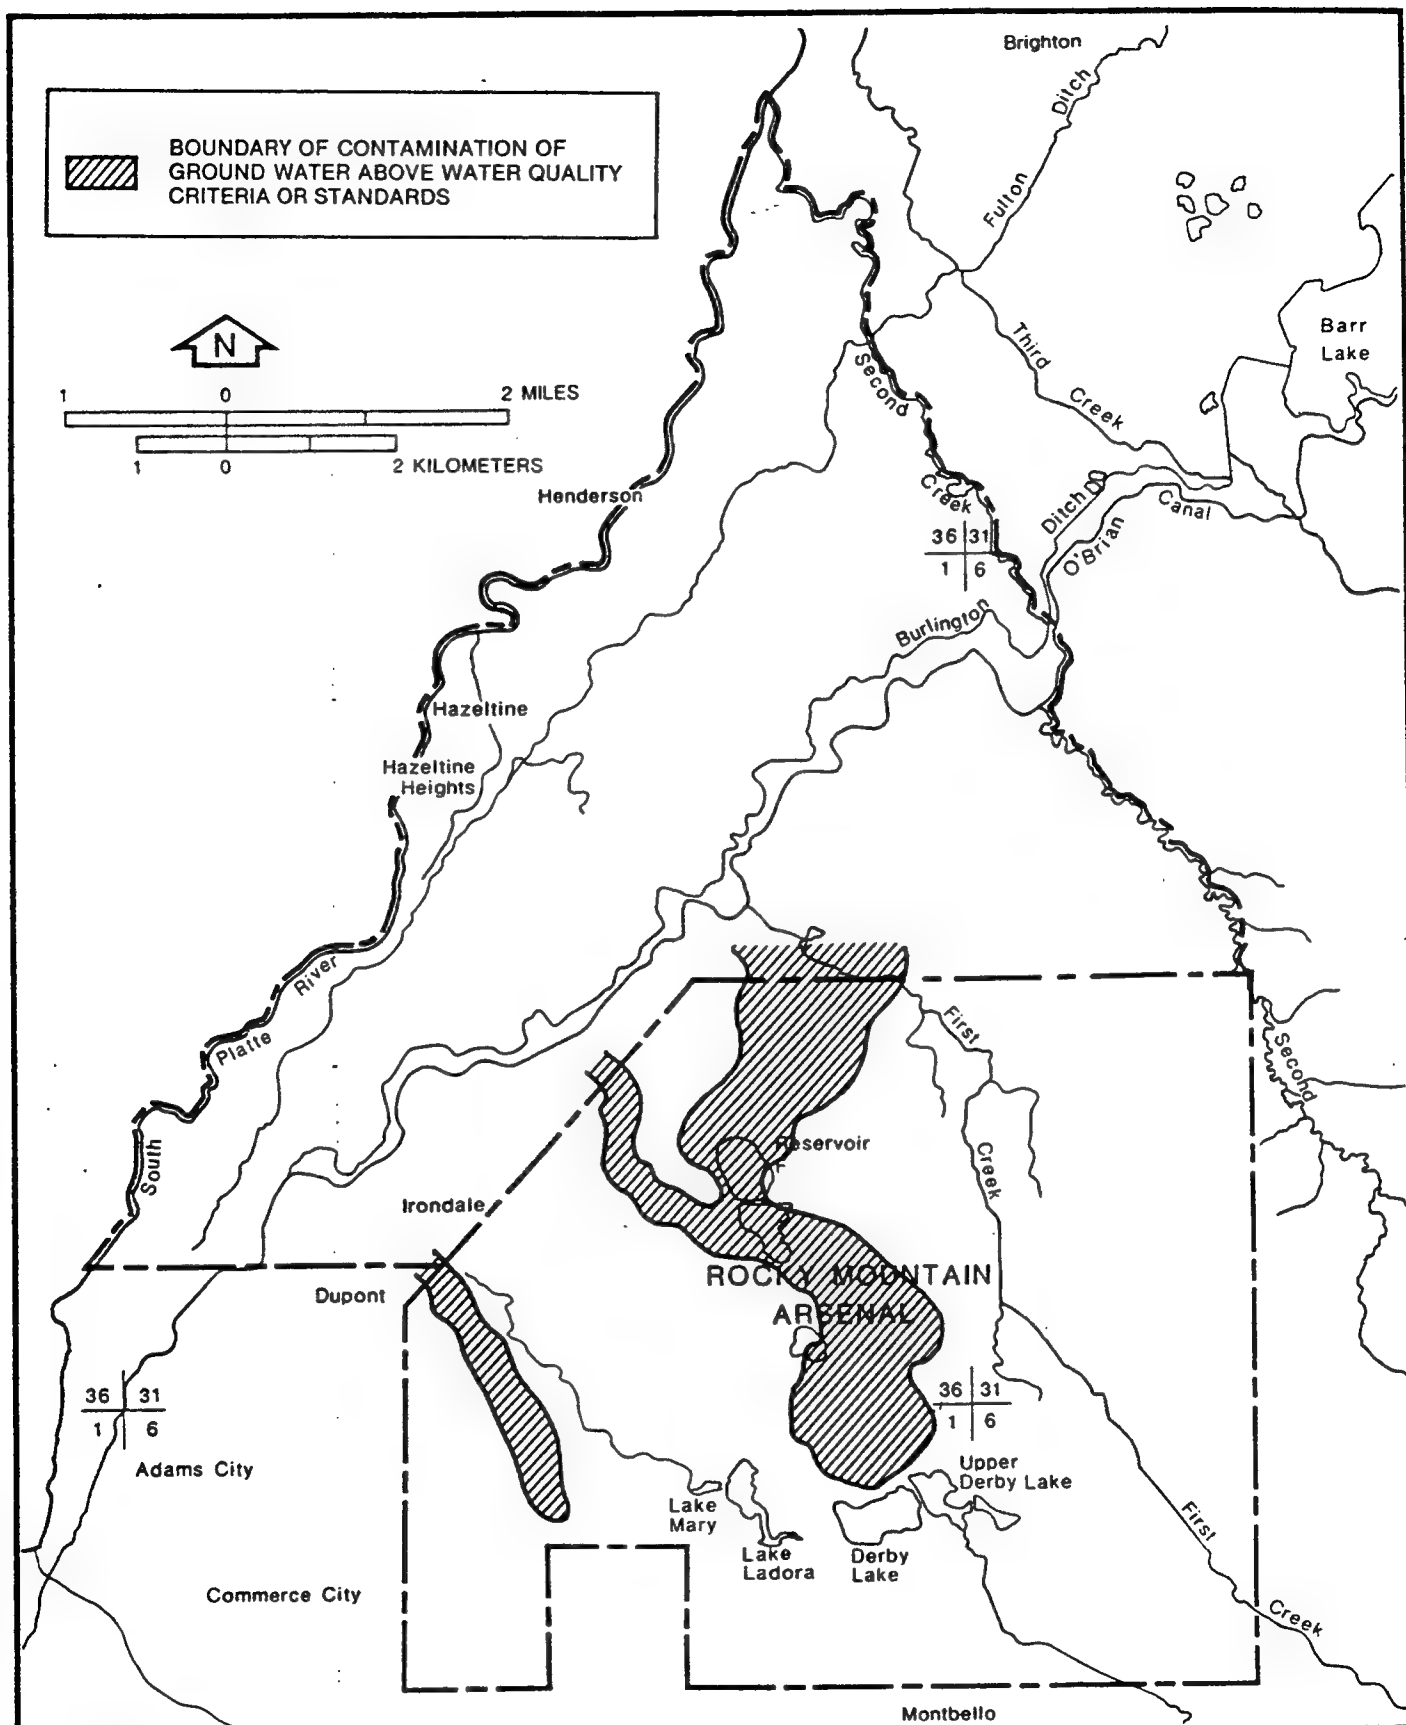 Brighton
Ditch
BOUNDARY OF CONTAMINATION OF
GROUND WATER ABOVE WATER QUALITY
CRITERIA OR STANDARDS
Fulton
N
Barr
Lake
Third
Creek
1 0 2 MILES
1 0 2 KILOMETERS
Second
Creek
Henderson
Ditch
Canal
O'Brian
36 31
1 6
Burlington
Hazeltine
Hazeltine
Heights
River
Platte
South
First
Creek
Second
Reservoir
F
Irondale
ROCKY MOUNTAIN
ARSENAL
Dupont
36 31
1 6
36 31
1 6
Adams City
Upper
Derby Lake
Lake
Mary
Lake
Ladora
Derby
Lake
First
Creek
Commerce City
Montbello